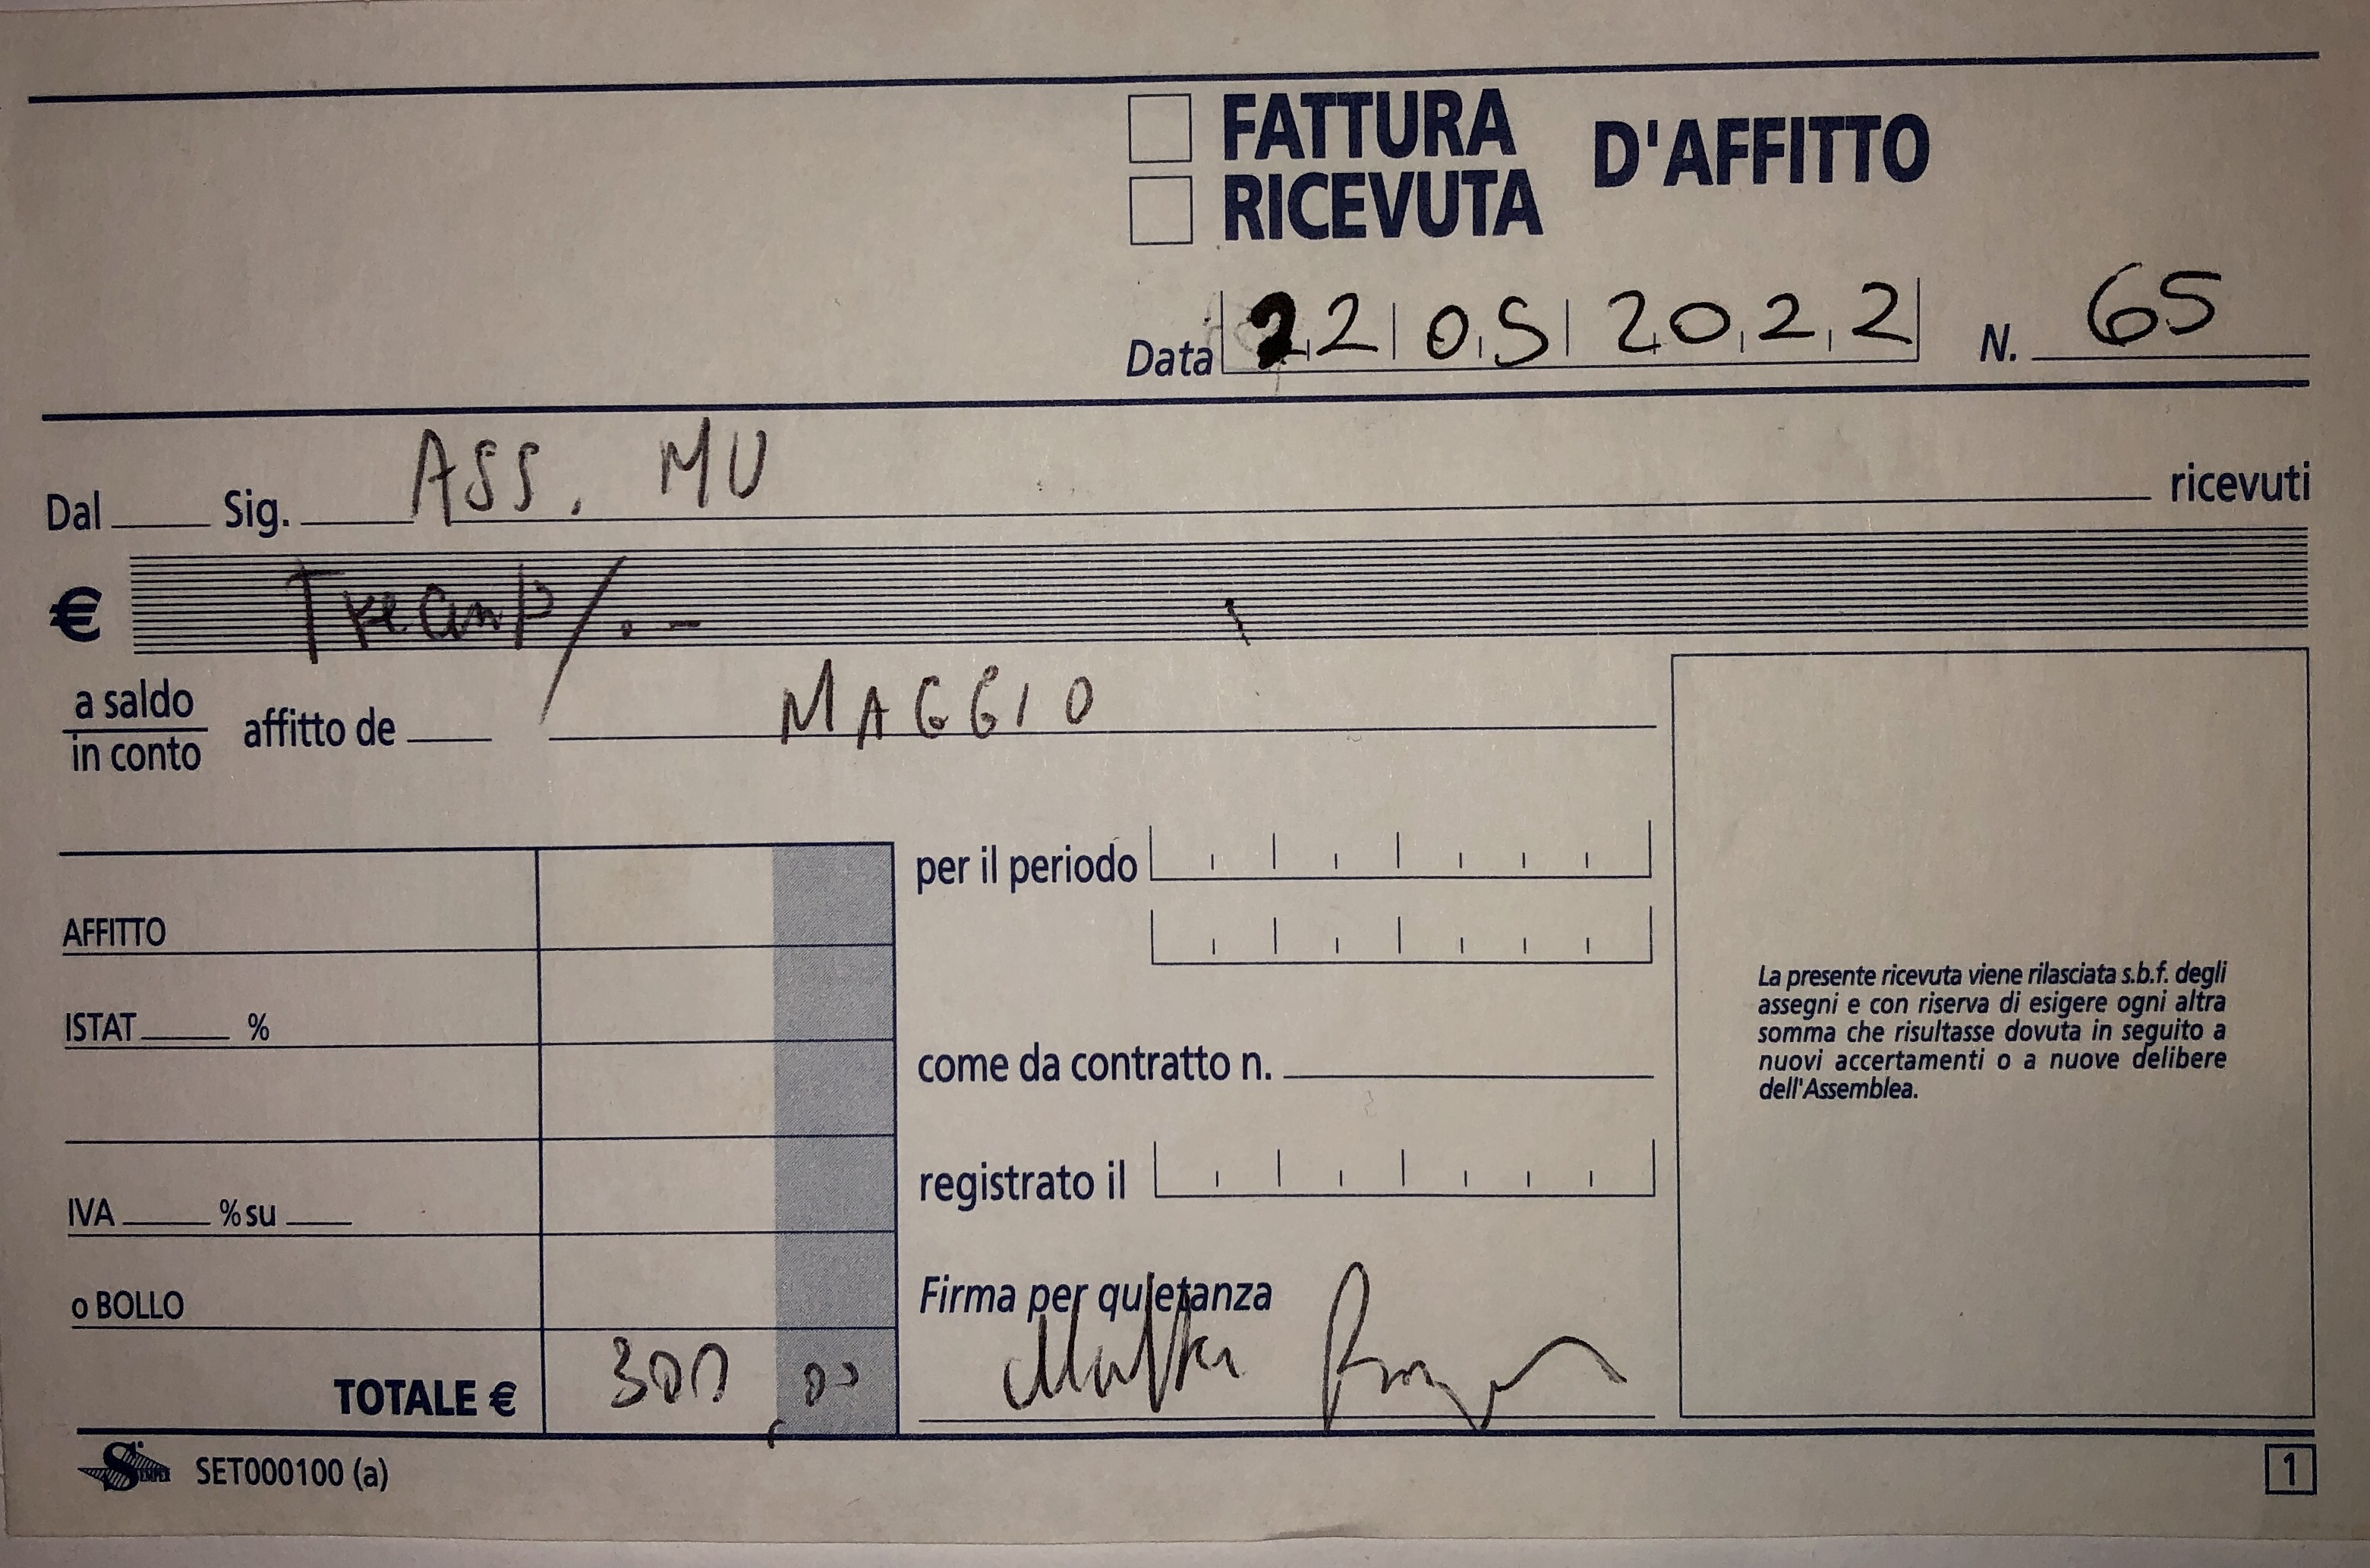 FATTURA
RICEVUTA
D'AFFITTO
Data 22 05 2022 N. 65
Dal Sig. ASS. MU ricevuti
€
a saldo
in conto
affitto de MAGGIO
per il periodo
AFFITTO
ISTAT %
come da contratto n.
registrato il
IVA % su
o BOLLO
TOTALE € 300,00
Firma per quietanza
La presente ricevuta viene rilasciata s.b.f. degli
assegni e con riserva di esigere ogni altra
somma che risultasse dovuta in seguito a
nuovi accertamenti o a nuove delibere
dell'Assemblea.
SET000100 (a)
1